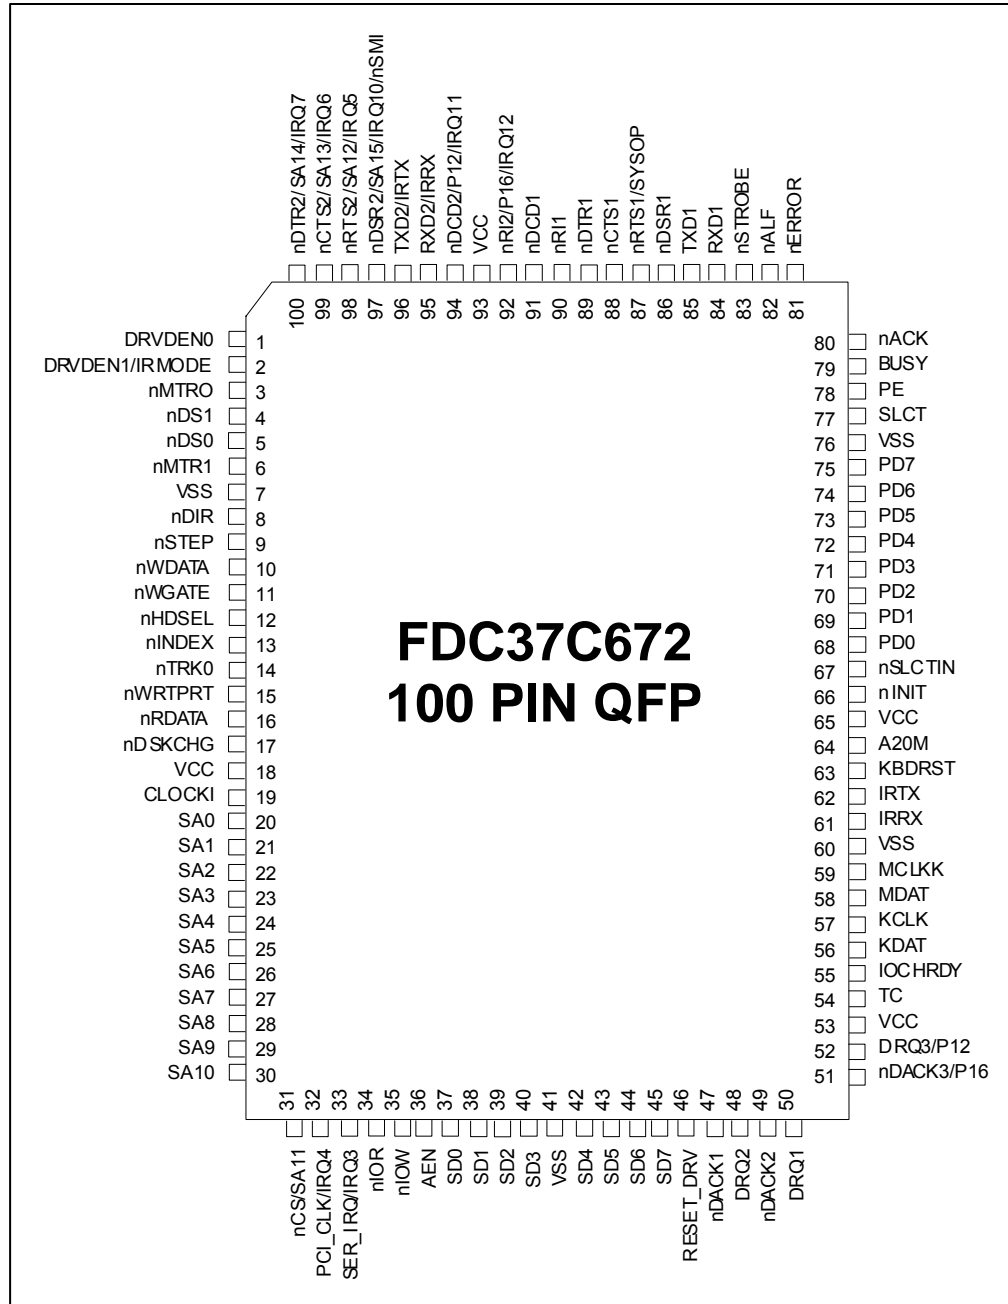 nDTR2/SA14/IRQ7
nCTS2/SA13/IRQ6
nRTS2/SA12/IRQ5
nDSR2/SA15/IRQ10/nSMI
TXD2/IRTX
RXD2/IRRX
nDCD2/P12/IRQ11
VCC
nRI2/P16/IRQ12
nDCD1
nRI1
nDTR1
nCTS1
nRTS1/SYSOP
nDSR1
TXD1
RXD1
nSTROBE
nALF
nERROR
100
99
98
97
96
95
94
93
92
91
90
89
88
87
86
85
84
83
82
81
DRVDEN0 1
DRVDEN1/IRMODE 2
nMTRO 3
nDS1 4
nDS0 5
nMTR1 6
VSS 7
nDIR 8
nSTEP 9
nWDATA 10
nWGATE 11
nHDSEL 12
nINDEX 13
nTRK0 14
nWRTPRT 15
nRDATA 16
nDSKCHG 17
VCC 18
CLOCKI 19
SA0 20
SA1 21
SA2 22
SA3 23
SA4 24
SA5 25
SA6 26
SA7 27
SA8 28
SA9 29
SA10 30
FDC37C672
100 PIN QFP
80 nACK
79 BUSY
78 PE
77 SLCT
76 VSS
75 PD7
74 PD6
73 PD5
72 PD4
71 PD3
70 PD2
69 PD1
68 PD0
67 nSLCTIN
66 nINIT
65 VCC
64 A20M
63 KBDRST
62 IRTX
61 IRRX
60 VSS
59 MCLKK
58 MDAT
57 KCLK
56 KDAT
55 IOCHRDY
54 TC
53 VCC
52 DRQ3/P12
51 nDACK3/P16
31
32
33
34
35
36
37
38
39
40
41
42
43
44
45
46
47
48
49
50
nCS/SA11
PCI_CLK/IRQ4
SER_IRQ/IRQ3
nIOR
nIOW
AEN
SD0
SD1
SD2
SD3
VSS
SD4
SD5
SD6
SD7
RESET_DRV
nDACK1
DRQ2
nDACK2
DRQ1